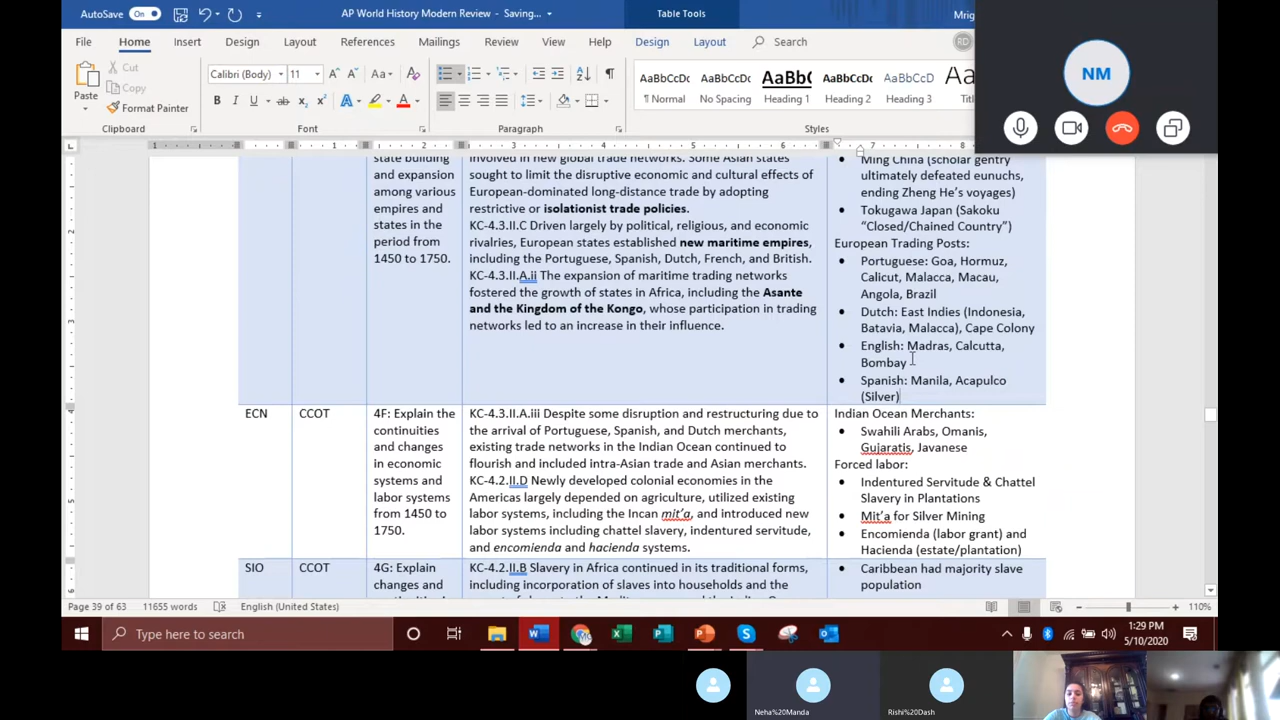 AutoSave On AP World History Modern Review - Saving... Table Tools Mrig
NM
File Home Insert Design Layout References Mailings Review View Help Design Layout Search RD
Paste Cut Copy Format Painter
Calibri (Body) 11
AaBbCcDc AaBbCcDc AaBbC AaBbCcDc AaBbCcD
¶ Normal No Spacing Heading 1 Heading 2 Heading 3
Clipboard Font Paragraph Styles
state building
and expansion
among various
empires and
states in the
period from
1450 to 1750.
involved in new global trade networks. Some Asian states
sought to limit the disruptive economic and cultural effects of
European-dominated long-distance trade by adopting
restrictive or isolationist trade policies.
KC-4.3.II.C Driven largely by political, religious, and economic
rivalries, European states established new maritime empires,
including the Portuguese, Spanish, Dutch, French, and British.
KC-4.3.II.A.ii The expansion of maritime trading networks
fostered the growth of states in Africa, including the Asante
and the Kingdom of the Kongo, whose participation in trading
networks led to an increase in their influence.
• Ming China (scholar gentry
ultimately defeated eunuchs,
ending Zheng He's voyages)
• Tokugawa Japan (Sakoku
“Closed/Chained Country”)
European Trading Posts:
• Portuguese: Goa, Hormuz,
Calicut, Malacca, Macau,
Angola, Brazil
• Dutch: East Indies (Indonesia,
Batavia, Malacca), Cape Colony
• English: Madras, Calcutta,
Bombay
• Spanish: Manila, Acapulco
(Silver)
ECN
CCOT
4F: Explain the
continuities
and changes
in economic
systems and
labor systems
from 1450 to
1750.
KC-4.3.II.A.iii Despite some disruption and restructuring due to
the arrival of Portuguese, Spanish, and Dutch merchants,
existing trade networks in the Indian Ocean continued to
flourish and included intra-Asian trade and Asian merchants.
KC-4.2.II.D Newly developed colonial economies in the
Americas largely depended on agriculture, utilized existing
labor systems, including the Incan mit’a, and introduced new
labor systems including chattel slavery, indentured servitude,
and encomienda and hacienda systems.
Indian Ocean Merchants:
• Swahili Arabs, Omanis,
Gujaratis, Javanese
Forced labor:
• Indentured Servitude & Chattel
Slavery in Plantations
• Mit’a for Silver Mining
• Encomienda (labor grant) and
Hacienda (estate/plantation)
SIO
CCOT
4G: Explain
changes and
KC-4.2.II.B Slavery in Africa continued in its traditional forms,
including incorporation of slaves into households and the
• Caribbean had majority slave
population
Page 39 of 63 11655 words English (United States) 110%
Type here to search
1:29 PM
5/10/2020
Neha%20Manda
Rishi%20Dash